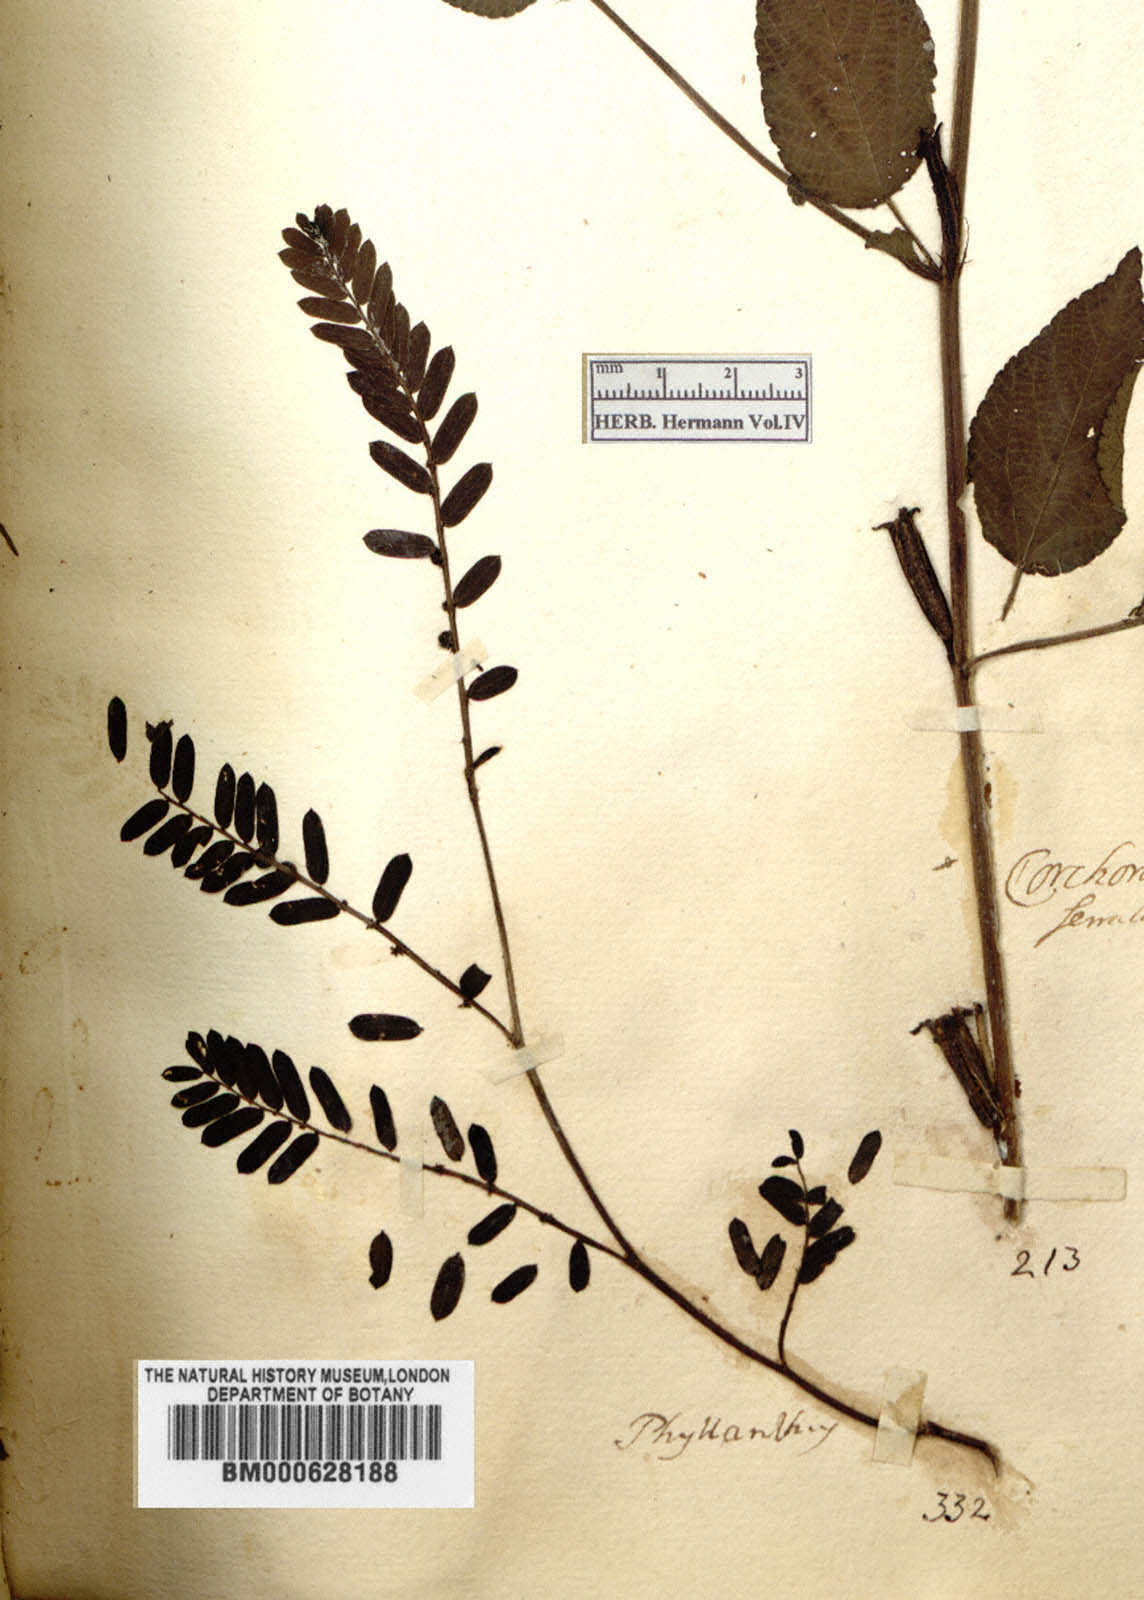 mm 1 2 3
HERB. Hermann Vol.IV
213
THE NATURAL HISTORY MUSEUM, LONDON
DEPARTMENT OF BOTANY
BM000628188
Phyllanthus
332